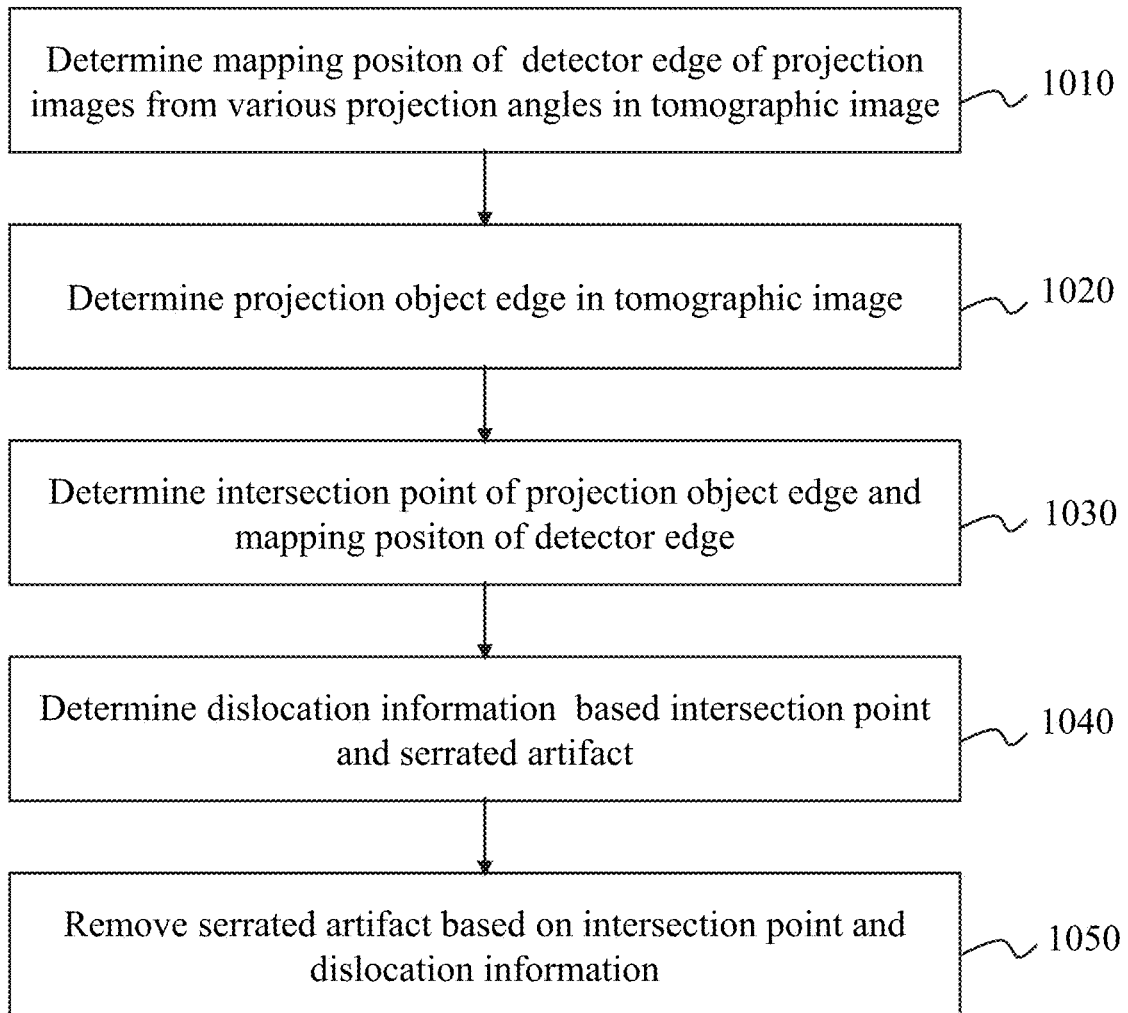 Determine mapping positon of detector edge of projection
images from various projection angles in tomographic image
1010
Determine projection object edge in tomographic image
1020
Determine intersection point of projection object edge and
mapping positon of detector edge
1030
Determine dislocation information based intersection point
and serrated artifact
1040
Remove serrated artifact based on intersection point and
dislocation information
1050